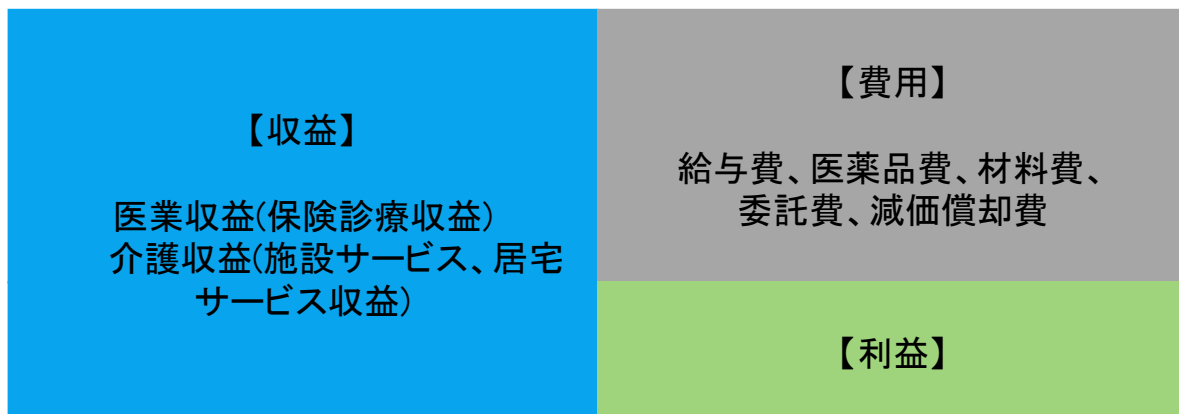 【収益】
医業収益(保険診療収益)
介護収益(施設サービス、居宅
サービス収益)
【費用】
給与費、医薬品費、材料費、
委託費、減価償却費
【利益】